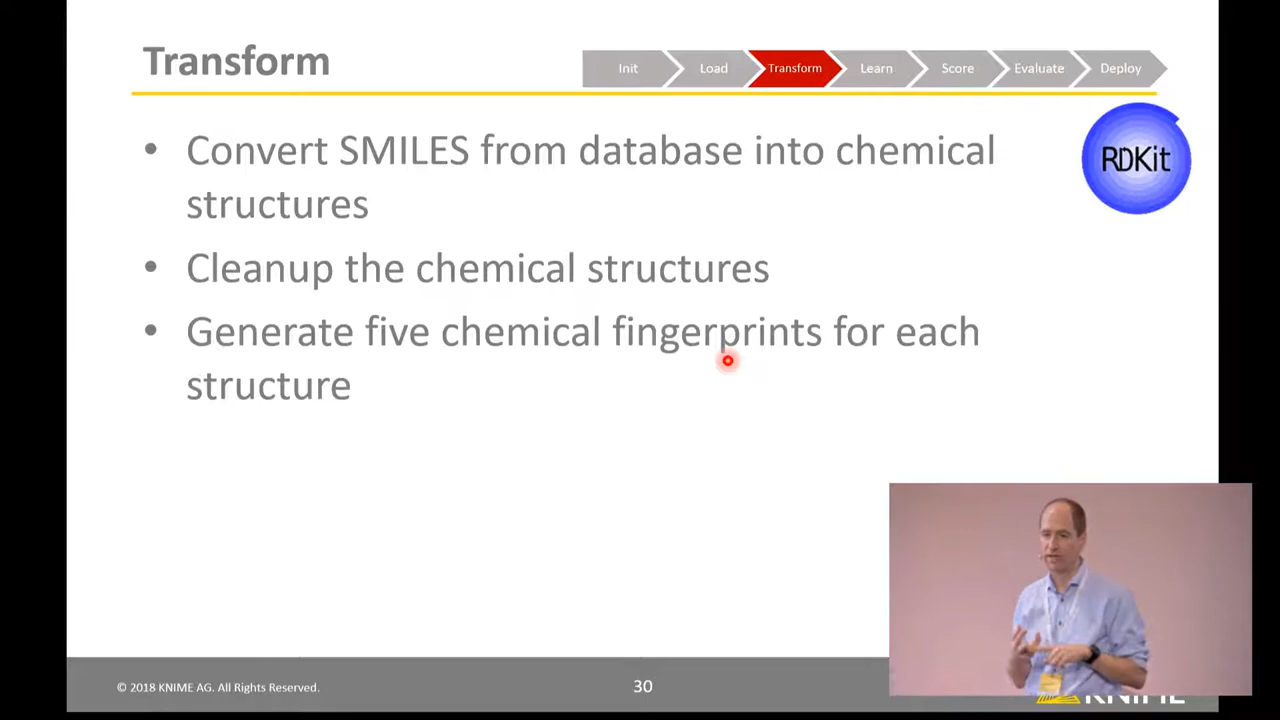 Transform
Init
Load
Transform
Learn
Score
Evaluate
Deploy
RDKit
• Convert SMILES from database into chemical
structures
• Cleanup the chemical structures
• Generate five chemical fingerprints for each
structure
© 2018 KNIME AG. All Rights Reserved.
30
KNIME